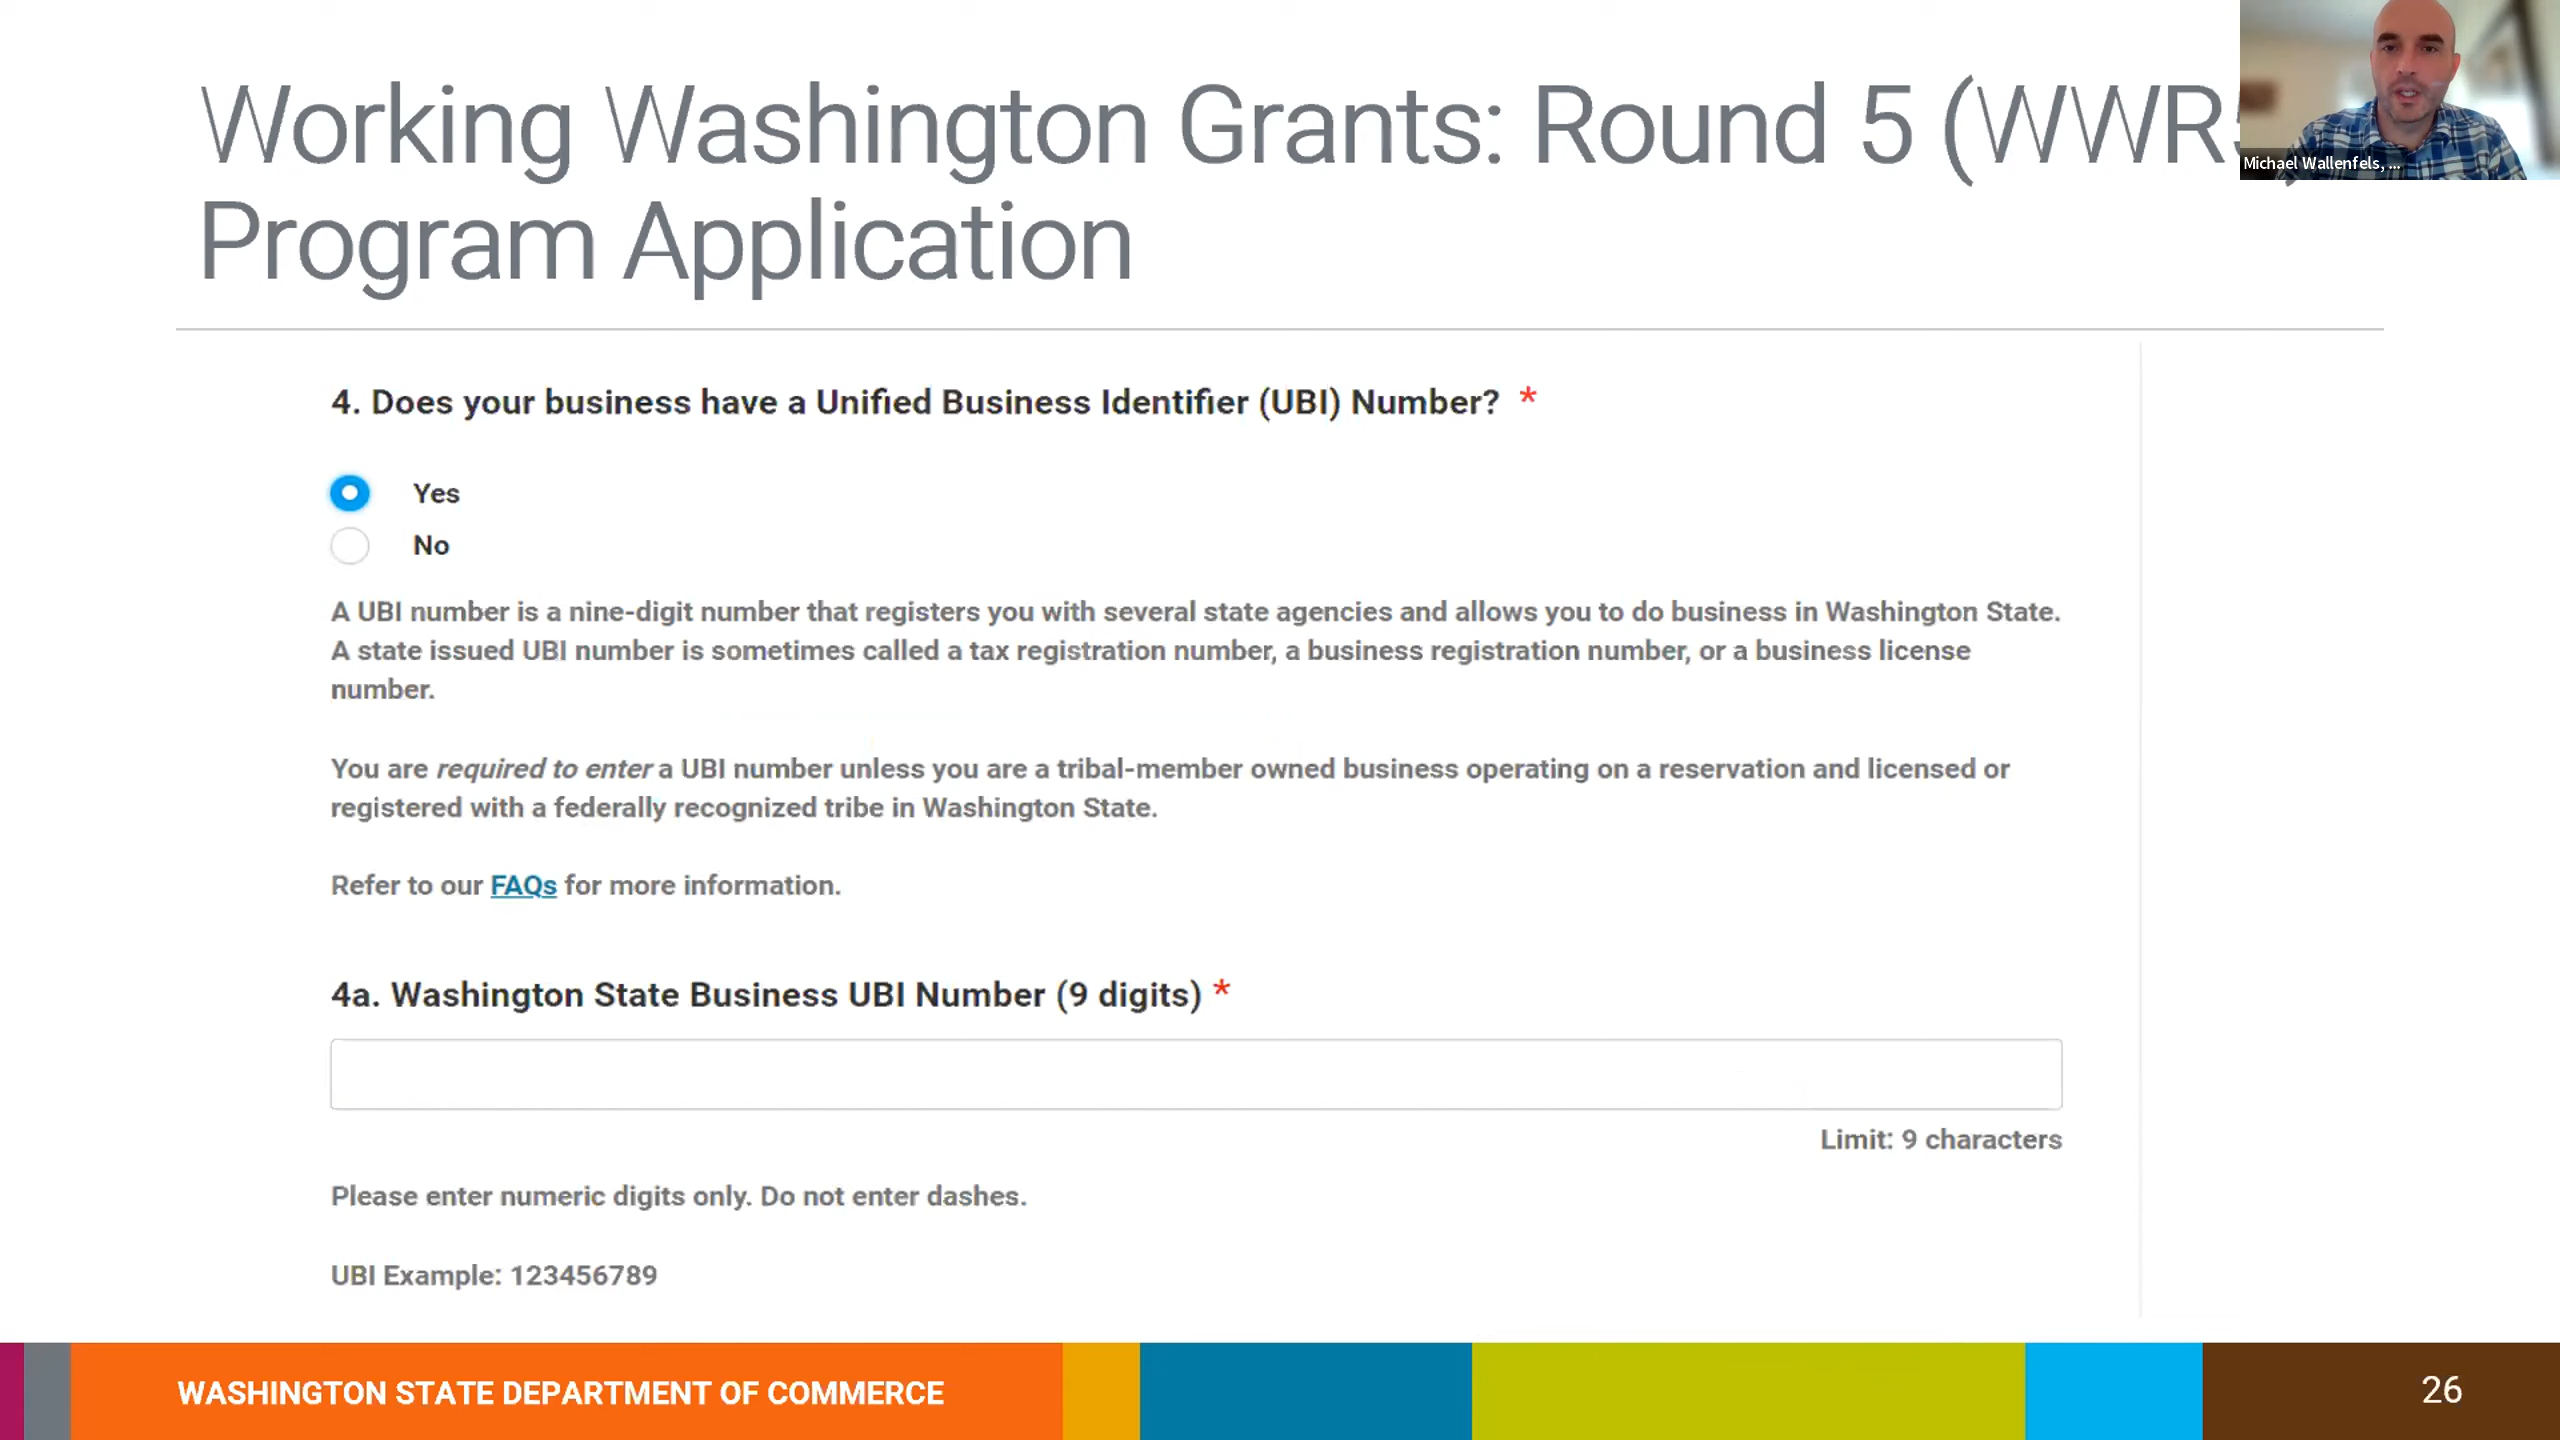 Working Washington Grants: Round 5 (WWR
Program Application
Michael Wallenfels, ...
4. Does your business have a Unified Business Identifier (UBI) Number? *
Yes
No
A UBI number is a nine-digit number that registers you with several state agencies and allows you to do business in Washington State.
A state issued UBI number is sometimes called a tax registration number, a business registration number, or a business license
number.
You are required to enter a UBI number unless you are a tribal-member owned business operating on a reservation and licensed or
registered with a federally recognized tribe in Washington State.
Refer to our FAQs for more information.
4a. Washington State Business UBI Number (9 digits) *
Limit: 9 characters
Please enter numeric digits only. Do not enter dashes.
UBI Example: 123456789
WASHINGTON STATE DEPARTMENT OF COMMERCE
26